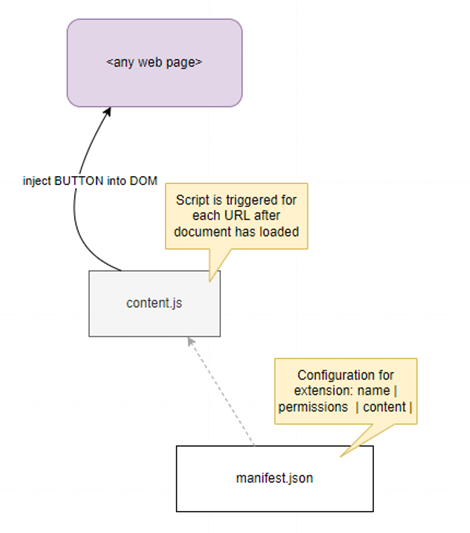 <any web page>
inject BUTTON into DOM
Script is triggered for
each URL after
document has loaded
content.js
Configuration for
extension: name |
permissions | content |
manifest.json